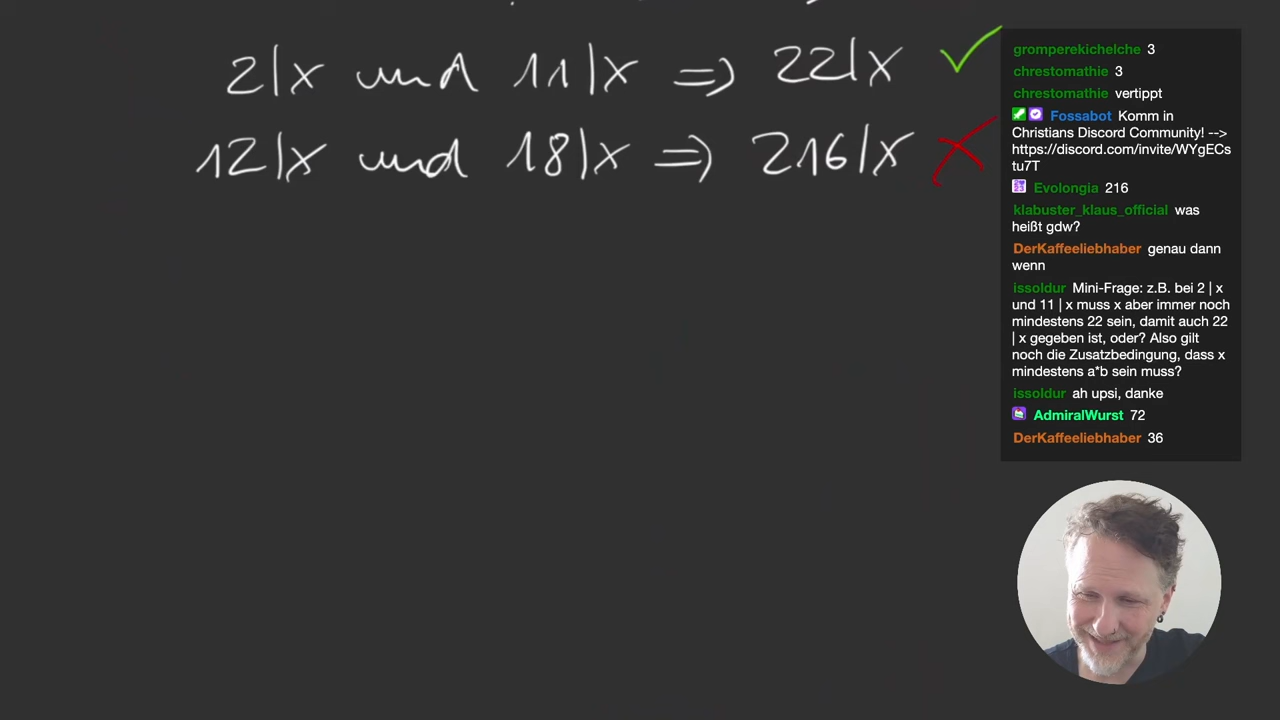 2|x und 11|x => 22|x ✓
12|x und 18|x => 216|x ✗
gromperekichelche 3
chrestomathie 3
chrestomathie vertippt
Fossabot Komm in
Christians Discord Community! -->
https://discord.com/invite/WYgECs
tu7T
Evolongia 216
klabuster_klaus_official was
heißt gdw?
DerKaffeeliebhaber genau dann
wenn
issoldur Mini-Frage: z.B. bei 2 | x
und 11 | x muss x aber immer noch
mindestens 22 sein, damit auch 22
| x gegeben ist, oder? Also gilt
noch die Zusatzbedingung, dass x
mindestens a*b sein muss?
issoldur ah upsi, danke
AdmiralWurst 72
DerKaffeeliebhaber 36